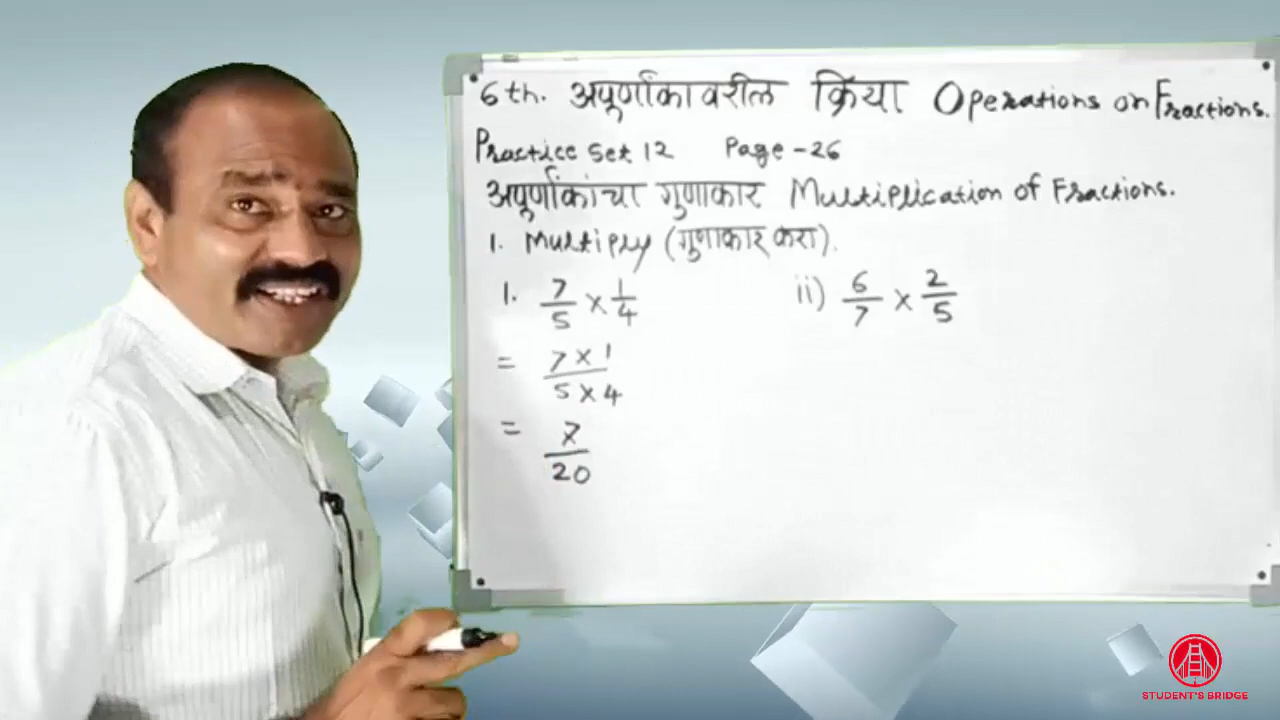 6th. अपूर्णांकावरील क्रिया Operations on Fractions.
Practice Set 12 Page - 26
अपूर्णांकांचा गुणाकार Multiplication of Fractions.
1. Multiply (गुणाकार करा).
1. 7/5 × 1/4 ii) 6/7 × 2/5
= 7 × 1 / 5 × 4
= 7/20
STUDENT'S BRIDGE